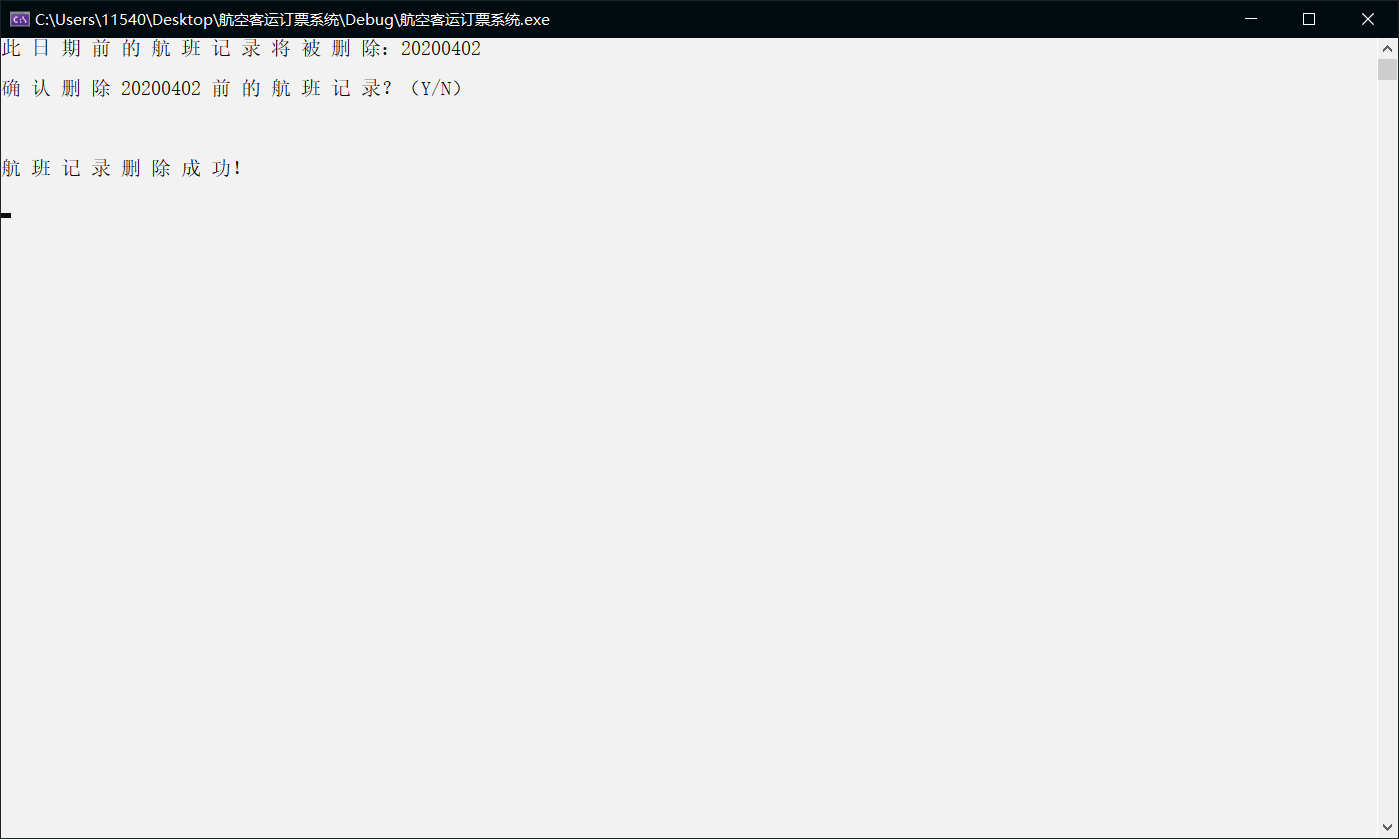 C:\Users\11540\Desktop\航空客运订票系统\Debug\航空客运订票系统.exe
此 日 期 前 的 航 班 记 录 将 被 删 除：20200402
确 认 删 除 20200402 前 的 航 班 记 录？（Y/N）
航 班 记 录 删 除 成 功！